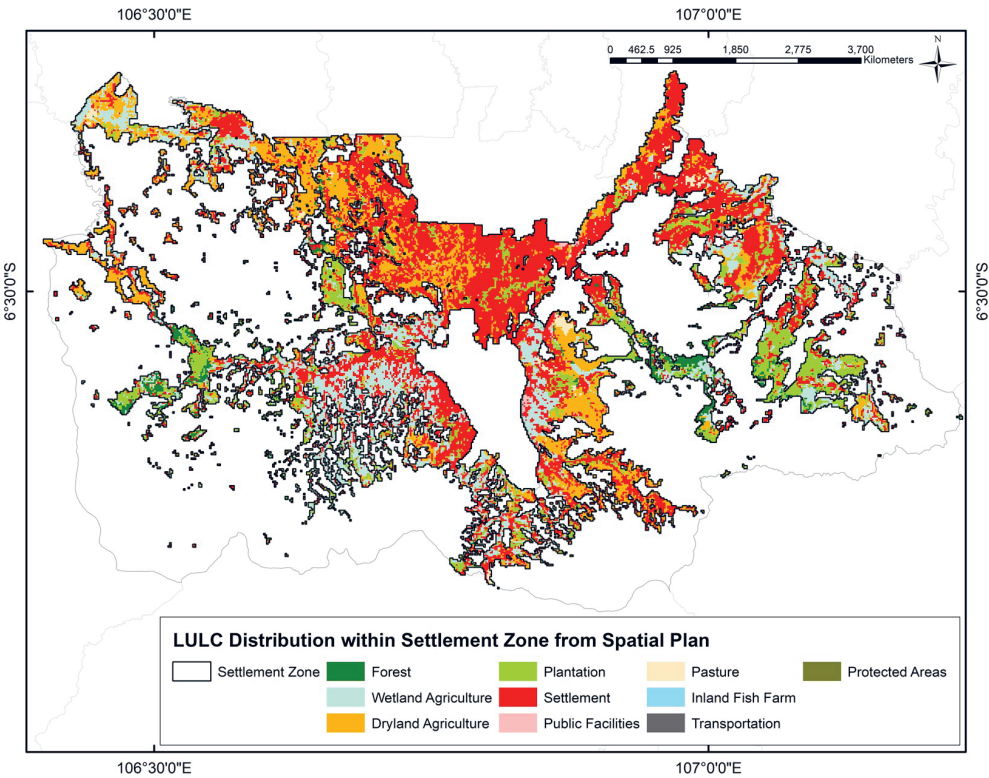 106°30'0"E 107°0'0"E
N
0 462.5 925 1,850 2,775 3,700
Kilometers
6°30'0"S 6°30'0"S
LULC Distribution within Settlement Zone from Spatial Plan
Settlement Zone Forest Plantation Pasture Protected Areas
Wetland Agriculture Settlement Inland Fish Farm
Dryland Agriculture Public Facilities Transportation
106°30'0"E 107°0'0"E